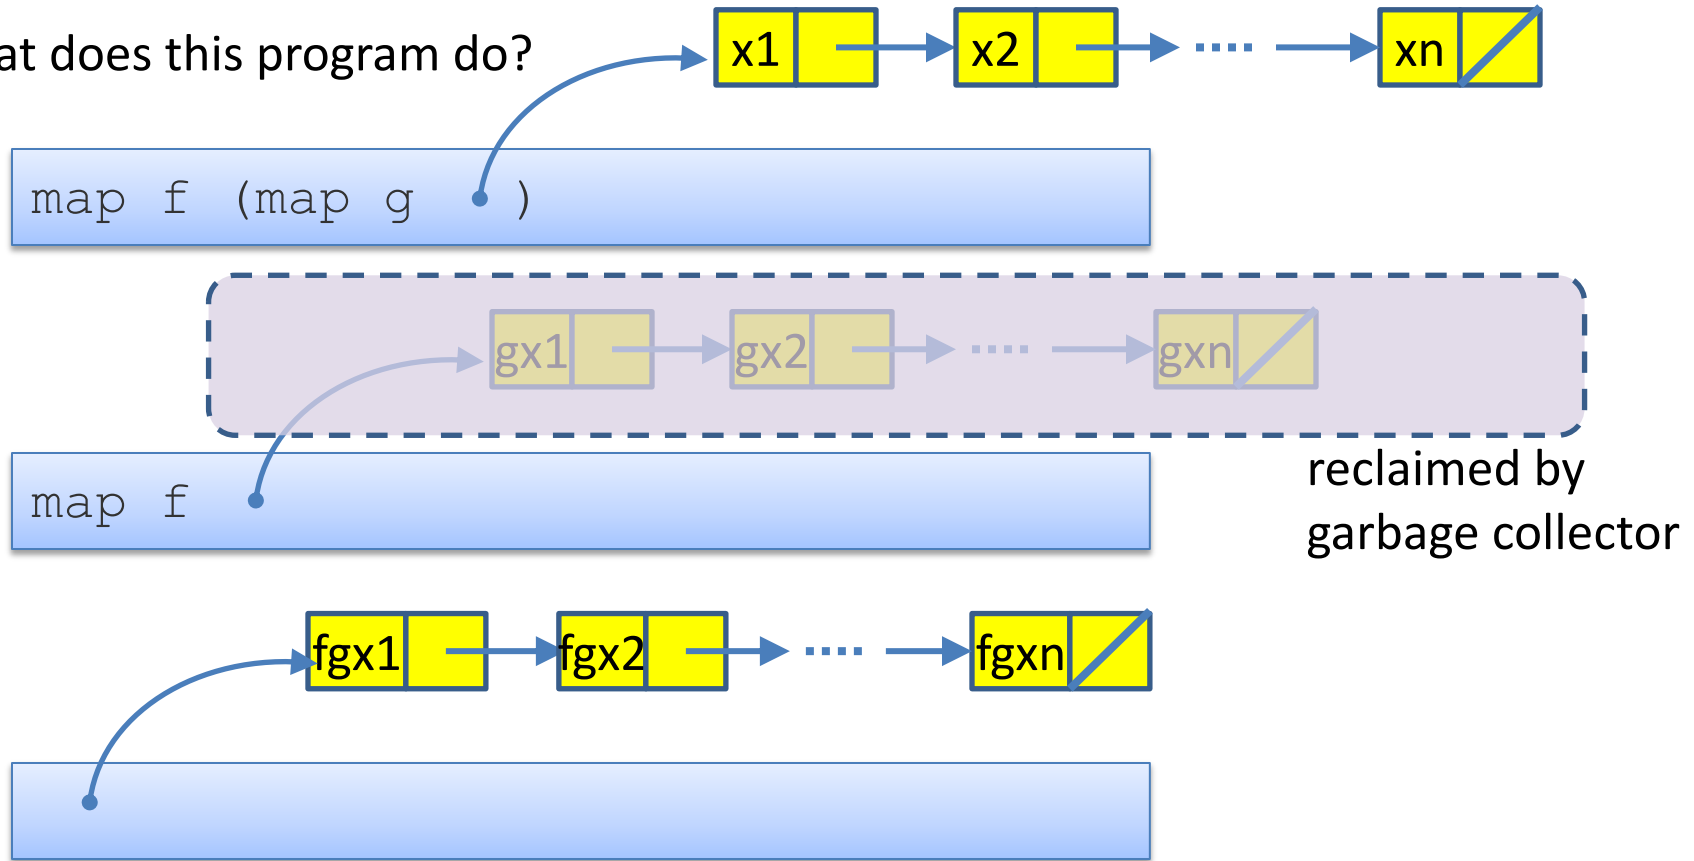 at does this program do?
x1 x2 xn
map f (map g )
gx1 gx2 gxn
reclaimed by
map f
garbage collector
fgx1 fgx2 fgxn